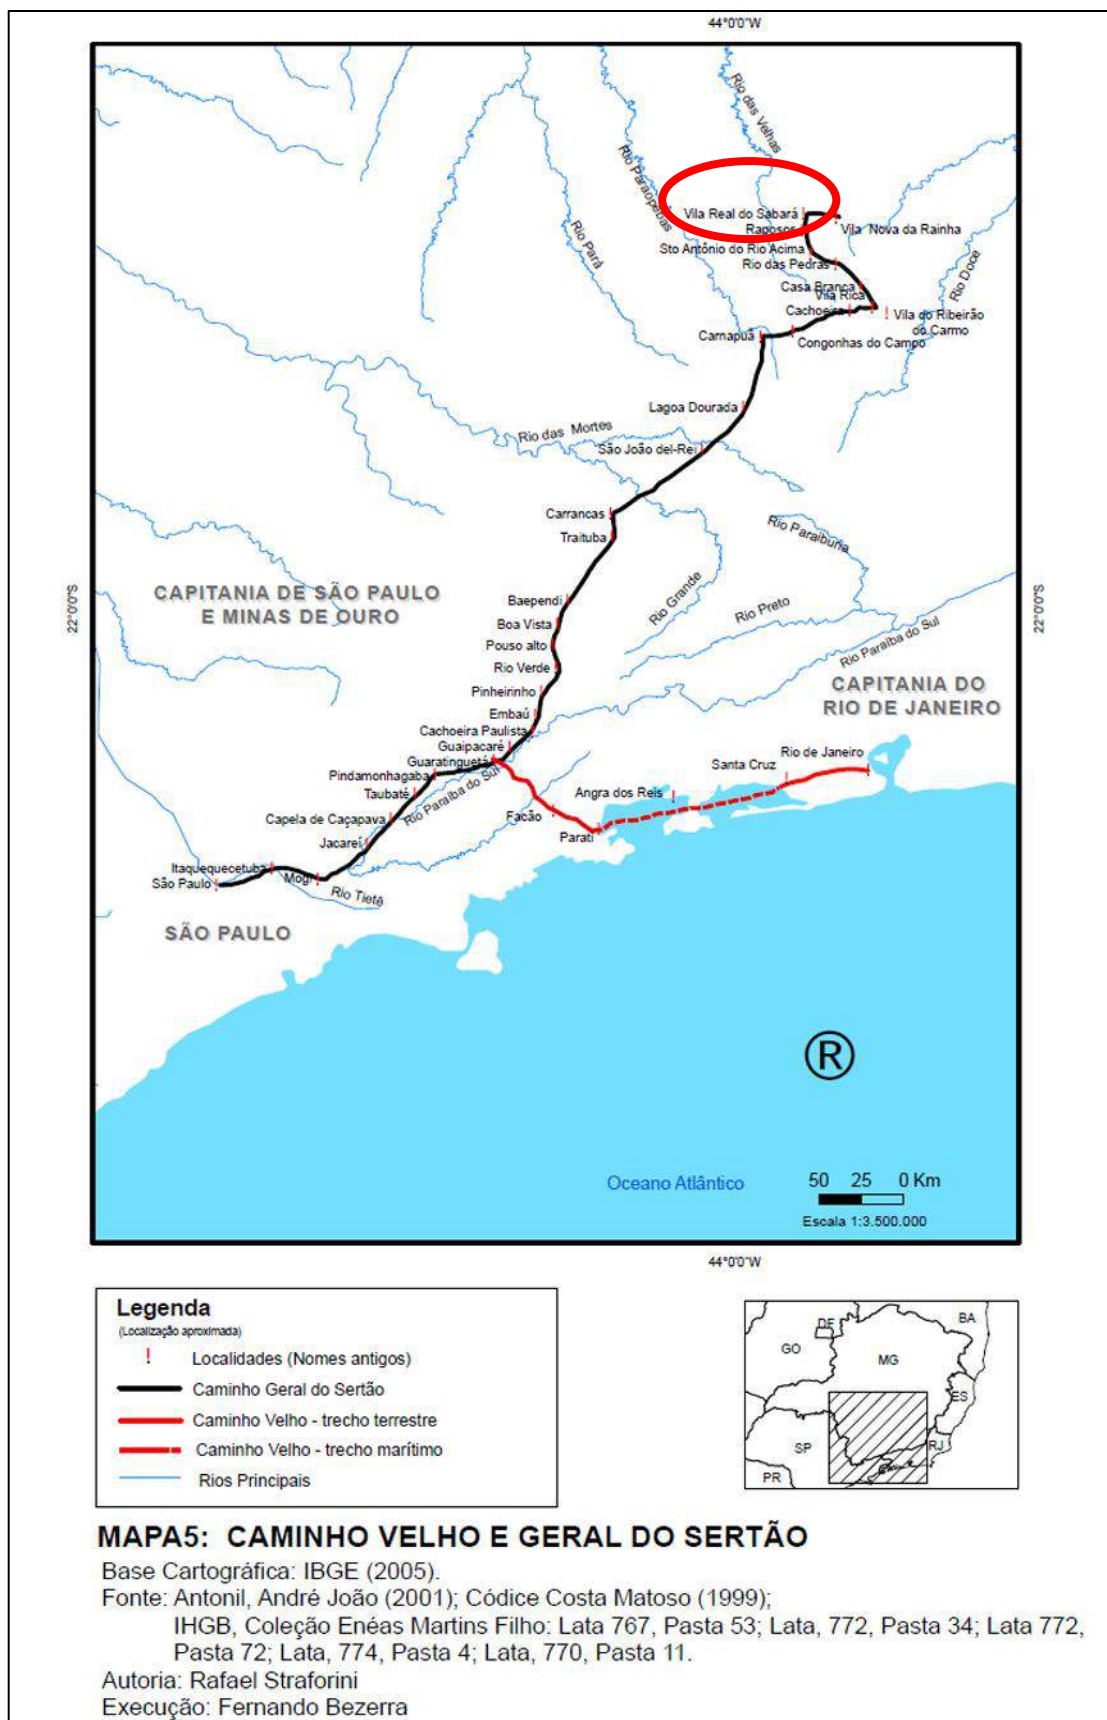 44°0'0"W
Rio das Velhas
Rio Paraopebas
Vila Real do Sabará
Raposos
Vila Nova da Rainha
Sto Antônio do Rio Acima
Rio das Pedras
Rio Pará
Rio Doce
Casa Branca
Vila Rica
Cachoeira
Vila do Ribeirão
do Carmo
Carnapuã
Congonhas do Campo
Lagoa Dourada
Rio das Mortes
São João del-Rei
Carrancas
Traituba
Rio Paraibuna
CAPITANIA DE SÃO PAULO
E MINAS DE OURO
22°0'0"S
22°0'0"S
Baependi
Rio Grande
Rio Preto
Boa Vista
Pouso alto
Rio Paraíba do Sul
Rio Verde
Pinheirinho
CAPITANIA DO
RIO DE JANEIRO
Embaú
Cachoeira Paulista
Guaipacaré
Guaratinguetá
Rio de Janeiro
Santa Cruz
Pindamonhagaba
Taubaté
Rio Paraíba do Sul
Angra dos Reis
Facão
Capela de Caçapava
Parati
Jacareí
Itaquequecetuba
São Paulo
Mogi
Rio Tietê
SÃO PAULO
®
Oceano Atlântico
50 25 0 Km
Escala 1:3.500.000
44°0'0"W
Legenda
(Localização aproximada)
! Localidades (Nomes antigos)
Caminho Geral do Sertão
Caminho Velho - trecho terrestre
Caminho Velho - trecho marítimo
Rios Principais
DF
BA
GO
MG
ES
SP
RJ
PR
MAPA5: CAMINHO VELHO E GERAL DO SERTÃO
Base Cartográfica: IBGE (2005).
Fonte: Antonil, André João (2001); Códice Costa Matoso (1999);
IHGB, Coleção Enéas Martins Filho: Lata 767, Pasta 53; Lata, 772, Pasta 34; Lata 772,
Pasta 72; Lata, 774, Pasta 4; Lata, 770, Pasta 11.
Autoria: Rafael Straforini
Execução: Fernando Bezerra